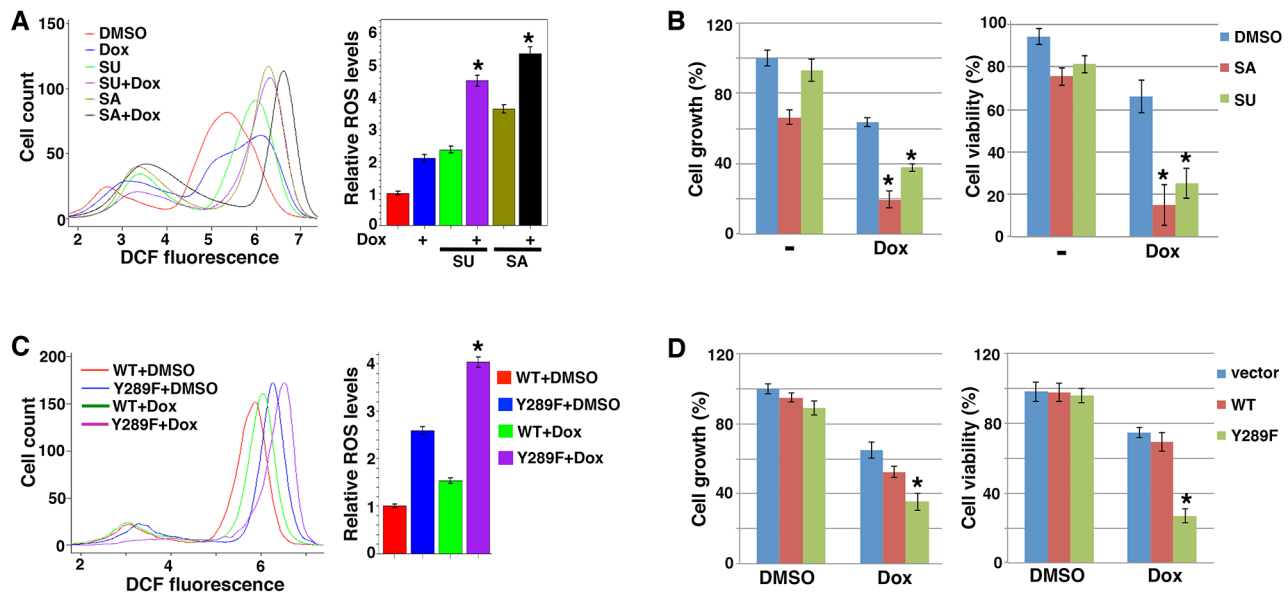 A
150
100
50
0
Cell count
DMSO
Dox
SU
SU+Dox
SA
SA+Dox
2 3 4 5 6 7
DCF fluorescence
Relative ROS levels
6
5
4
3
2
1
0
* *
Dox + + +
SU SA
B
Cell growth (%)
120
80
40
0
* *
- Dox
Cell viability (%)
100
80
60
40
20
0
* *
- Dox
DMSO
SA
SU
C
200
150
100
50
0
Cell count
WT+DMSO
Y289F+DMSO
WT+Dox
Y289F+Dox
2 4 6
DCF fluorescence
Relative ROS levels
4
3
2
1
0
*
WT+DMSO
Y289F+DMSO
WT+Dox
Y289F+Dox
D
Cell growth (%)
120
80
40
0
*
DMSO Dox
Cell viability (%)
120
80
40
0
*
DMSO Dox
vector
WT
Y289F